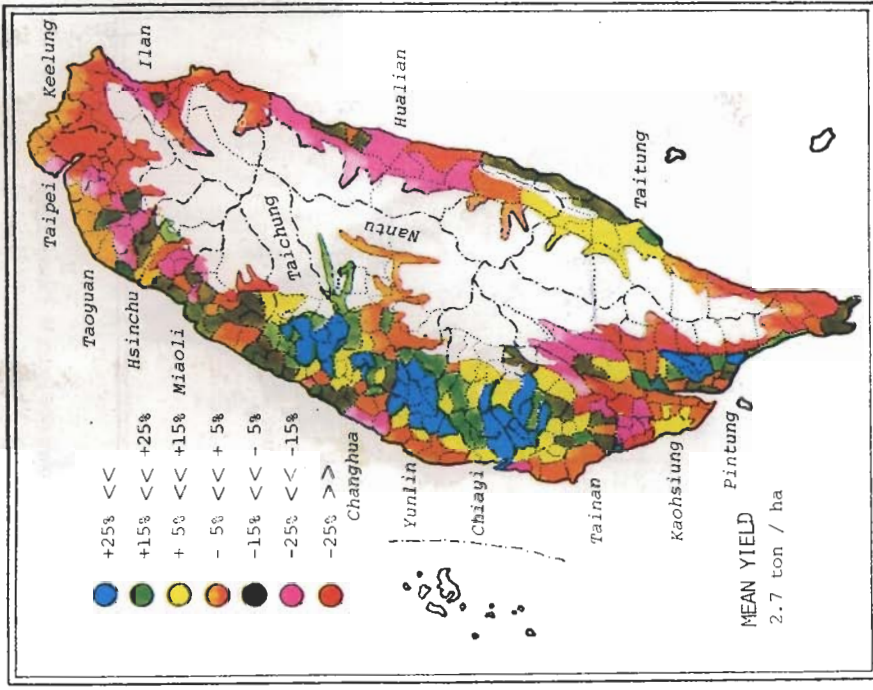 Keelung
Taipei
Ilan
Taoyuan
Hsinchu
Miaoli
Taichung
Hualian
Nantu
Changhua
Yunlin
Chiayi
Taitung
Tainan
Kaohsiung
Pintung
+25% <<
+15% << +25%
+ 5% << +15%
- 5% << + 5%
-15% << - 5%
-25% << -15%
-25% >>
MEAN YIELD
2.7 ton / ha